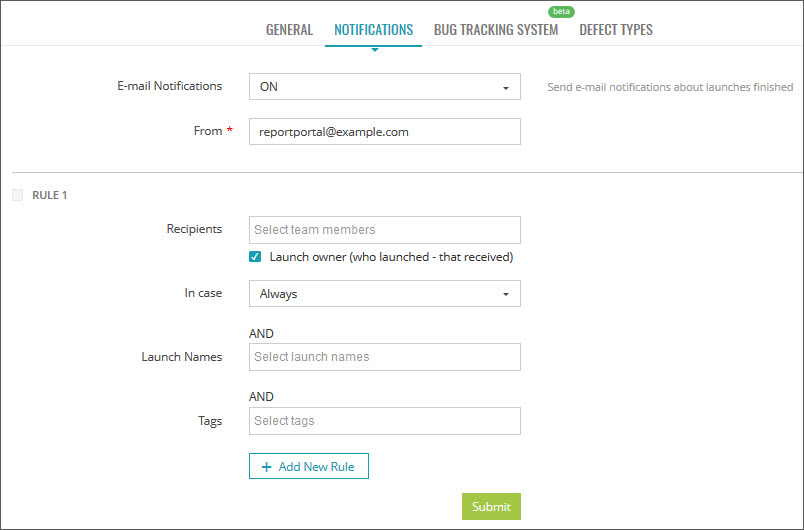 beta
GENERAL NOTIFICATIONS BUG TRACKING SYSTEM DEFECT TYPES
E-mail Notifications ON Send e-mail notifications about launches finished
From * reportportal@example.com
RULE 1
Recipients Select team members
Launch owner (who launched - that received)
In case Always
AND
Launch Names Select launch names
AND
Tags Select tags
+ Add New Rule
Submit